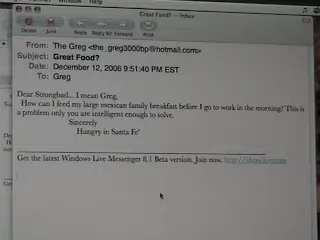 Great Food? — Inbox
Delete Junk Reply Reply All Forward Print
From: The Greg <the_greg3000bp@hotmail.com>
Subject: Great Food?
Date: December 12, 2006 9:51:40 PM EST
To: Greg
Dear Strongbad... I mean Greg,
How can I feed my large mexican family breakfast before I go to work in the morning? This is
a problem only you are intelligent enough to solve.
Sincerely
Hungry in Santa Fe'
Get the latest Windows Live Messenger 8.1 Beta version. Join now.